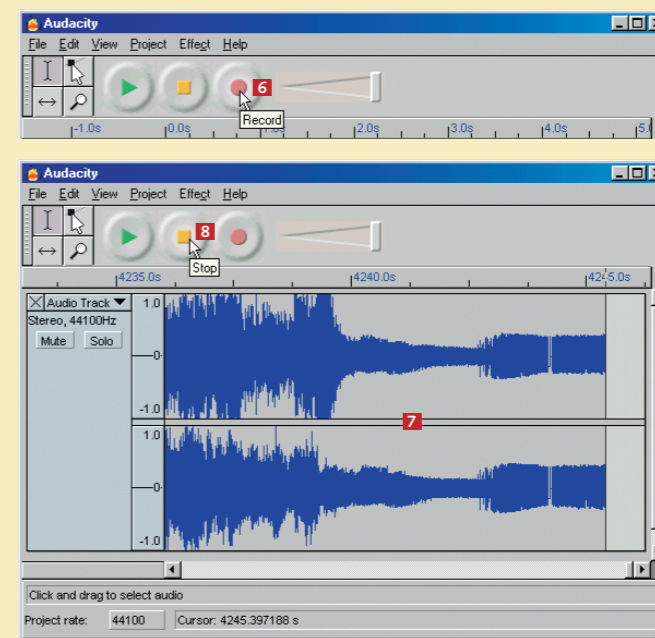 Audacity
File Edit View Project Effect Help
6
Record
-1.0s 0.0s 1.0s 2.0s 3.0s 4.0s 5.
Audacity
File Edit View Project Effect Help
8
Stop
4235.0s 4240.0s 4245.0s
Audio Track
Stereo, 44100Hz
Mute Solo
1.0
0
-1.0
7
1.0
0
-1.0
Click and drag to select audio
Project rate: 44100 Cursor: 4245.397188 s